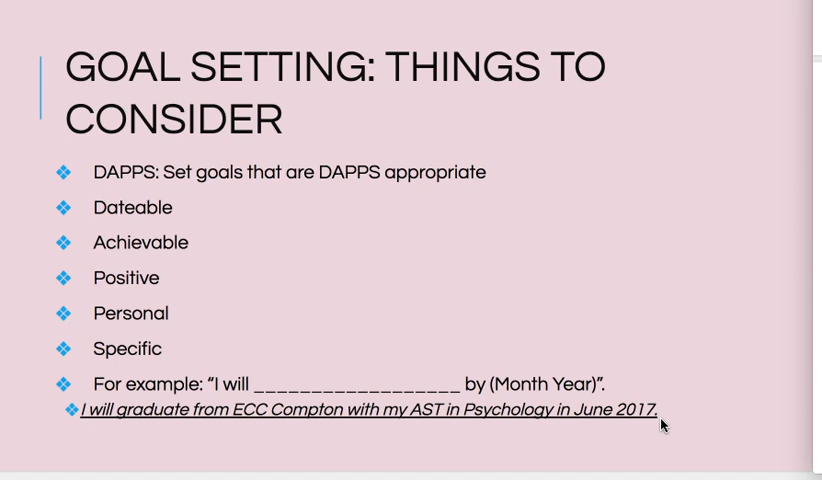 GOAL SETTING: THINGS TO
CONSIDER
DAPPS: Set goals that are DAPPS appropriate
Dateable
Achievable
Positive
Personal
Specific
For example: “I will __________________ by (Month Year)”.
I will graduate from ECC Compton with my AST in Psychology in June 2017.